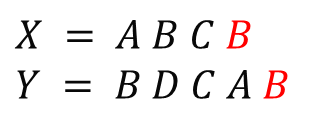 X = A B C B
Y = B D C A B